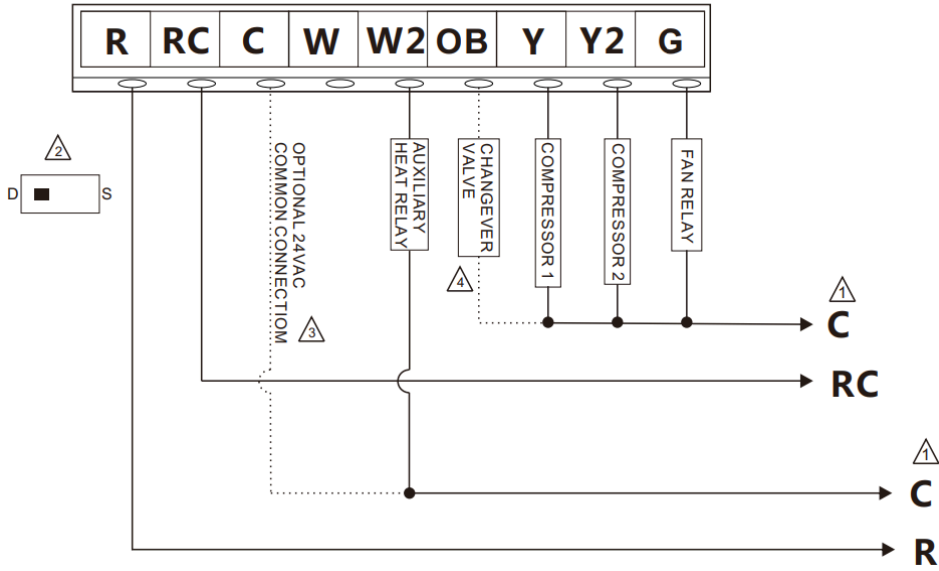 R RC C W W2 OB Y Y2 G
2
D S
OPTIONAL 24VAC
COMMON CONNECTIOM
3
AUXILIARY
HEAT RELAY
CHANGEVER
VALVE
4
COMPRESSOR 1
COMPRESSOR 2
FAN RELAY
1
C
RC
1
C
R